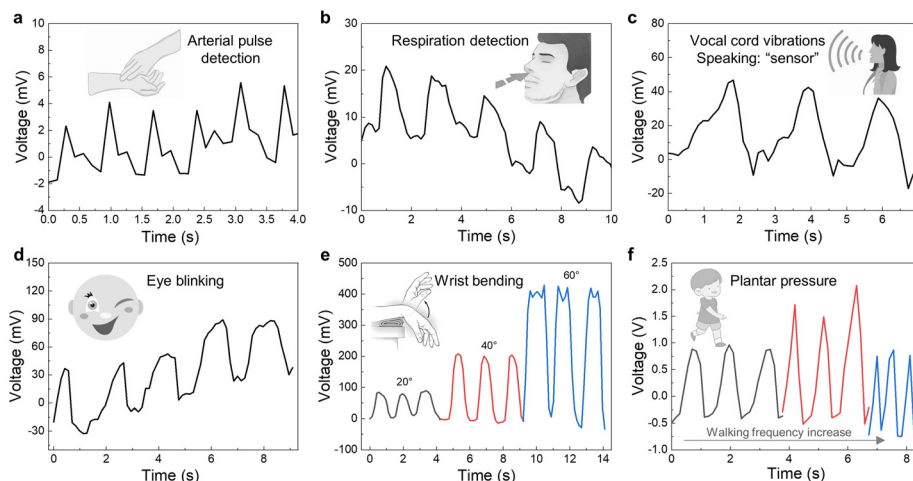 a
Arterial pulse
detection
Voltage (mV)
10
8
6
4
2
0
-2
4
0.0 0.5 1.0 1.5 2.0 2.5 3.0 3.5 4.0
Time (s)
b
Respiration detection
Voltage (mV)
30
20
10
0
10
0 2 4 6 8 10
Time (s)
c
Vocal cord vibrations
Speaking: “sensor”
Voltage (mV)
80
60
40
20
0
20
0 1 2 3 4 5 6
Time (s)
d
Eye blinking
Voltage (mV)
150
120
90
60
30
0
-30
0 2 4 6 8
Time (s)
e
Wrist bending
20°
40°
60°
Voltage (mV)
500
400
300
200
100
0
-100
0 2 4 6 8 10 12 14
Time (s)
f
Plantar pressure
Walking frequency increase
Voltage (V)
2.5
2.0
1.5
1.0
0.5
0.0
-0.5
-1.0
0 2 4 6 8
Time (s)